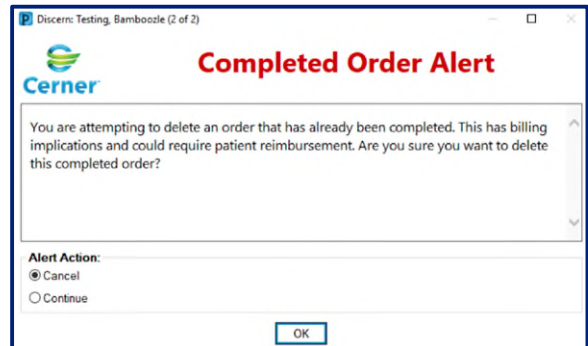 Discern: Testing, Bamboozle (2 of 2)
Cerner
Completed Order Alert
You are attempting to delete an order that has already been completed. This has billing
implications and could require patient reimbursement. Are you sure you want to delete
this completed order?
Alert Action:
Cancel
Continue
OK